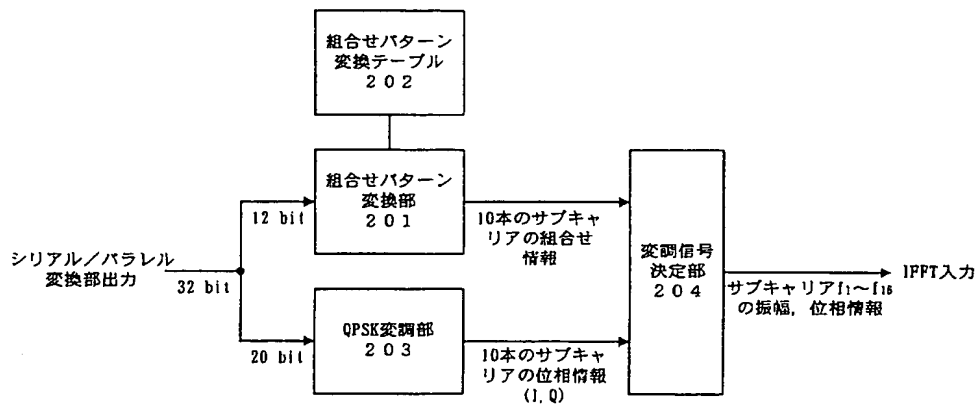 組合せパターン
変換テーブル
202
組合せパターン
変換部
201
12 bit
10本のサブキャ
リアの組合せ
情報
シリアル／パラレル
変換部出力
32 bit
変調信号
決定部
204
IFFT入力
サブキャリアf1〜f16
の振幅，位相情報
20 bit
QPSK変調部
203
10本のサブキャ
リアの位相情報
(I,Q)